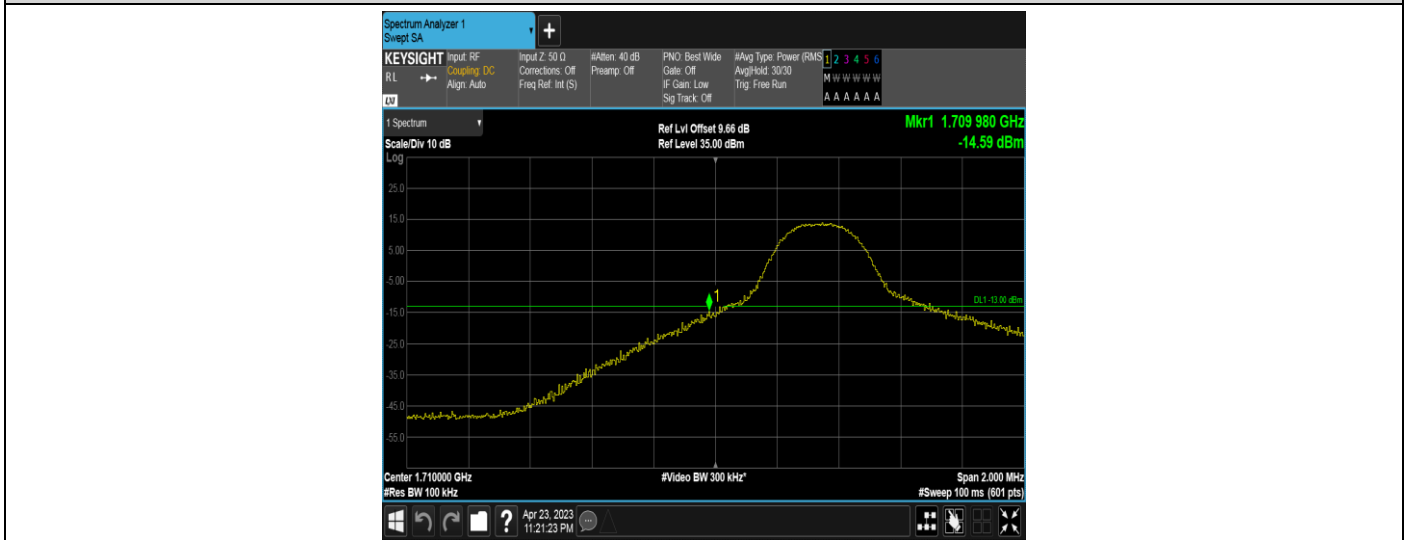 Spectrum Analyzer 1
Swept SA
+
KEYSIGHT
RL
LXI
Input: RF
Coupling: DC
Align: Auto
Input Z: 50 Ω
Corrections: Off
Freq Ref: Int (S)
#Atten: 40 dB
Preamp: Off
PNO: Best Wide
Gate: Off
IF Gain: Low
Sig Track: Off
#Avg Type: Power (RMS
Avg|Hold: 30/30
Trig: Free Run
1 2 3 4 5 6
M W W W W W
A A A A A A
1 Spectrum
Scale/Div 10 dB
Log
Ref Lvl Offset 9.66 dB
Ref Level 35.00 dBm
Mkr1 1.709 980 GHz
-14.59 dBm
25.0
15.0
5.00
-5.00
1
DL1 -13.00 dBm
-15.0
-25.0
-35.0
-45.0
-55.0
Center 1.710000 GHz
#Video BW 300 kHz*
Span 2.000 MHz
#Res BW 100 kHz
#Sweep 100 ms (601 pts)
?
Apr 23, 2023
11:21:23 PM